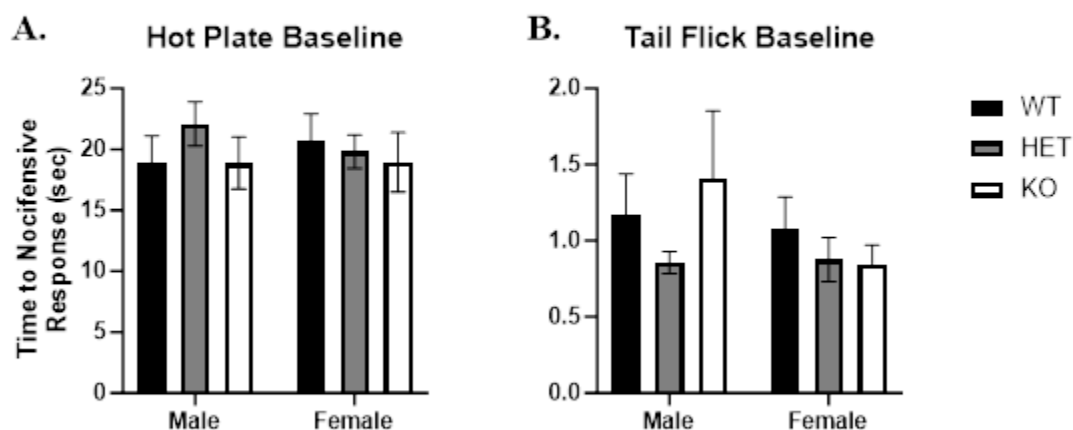 A.
Hot Plate Baseline
Time to Nocifensive
Response (sec)
25
20
15
10
5
0
Male
Female
B.
Tail Flick Baseline
2.0
1.5
1.0
0.5
0.0
Male
Female
WT
HET
KO